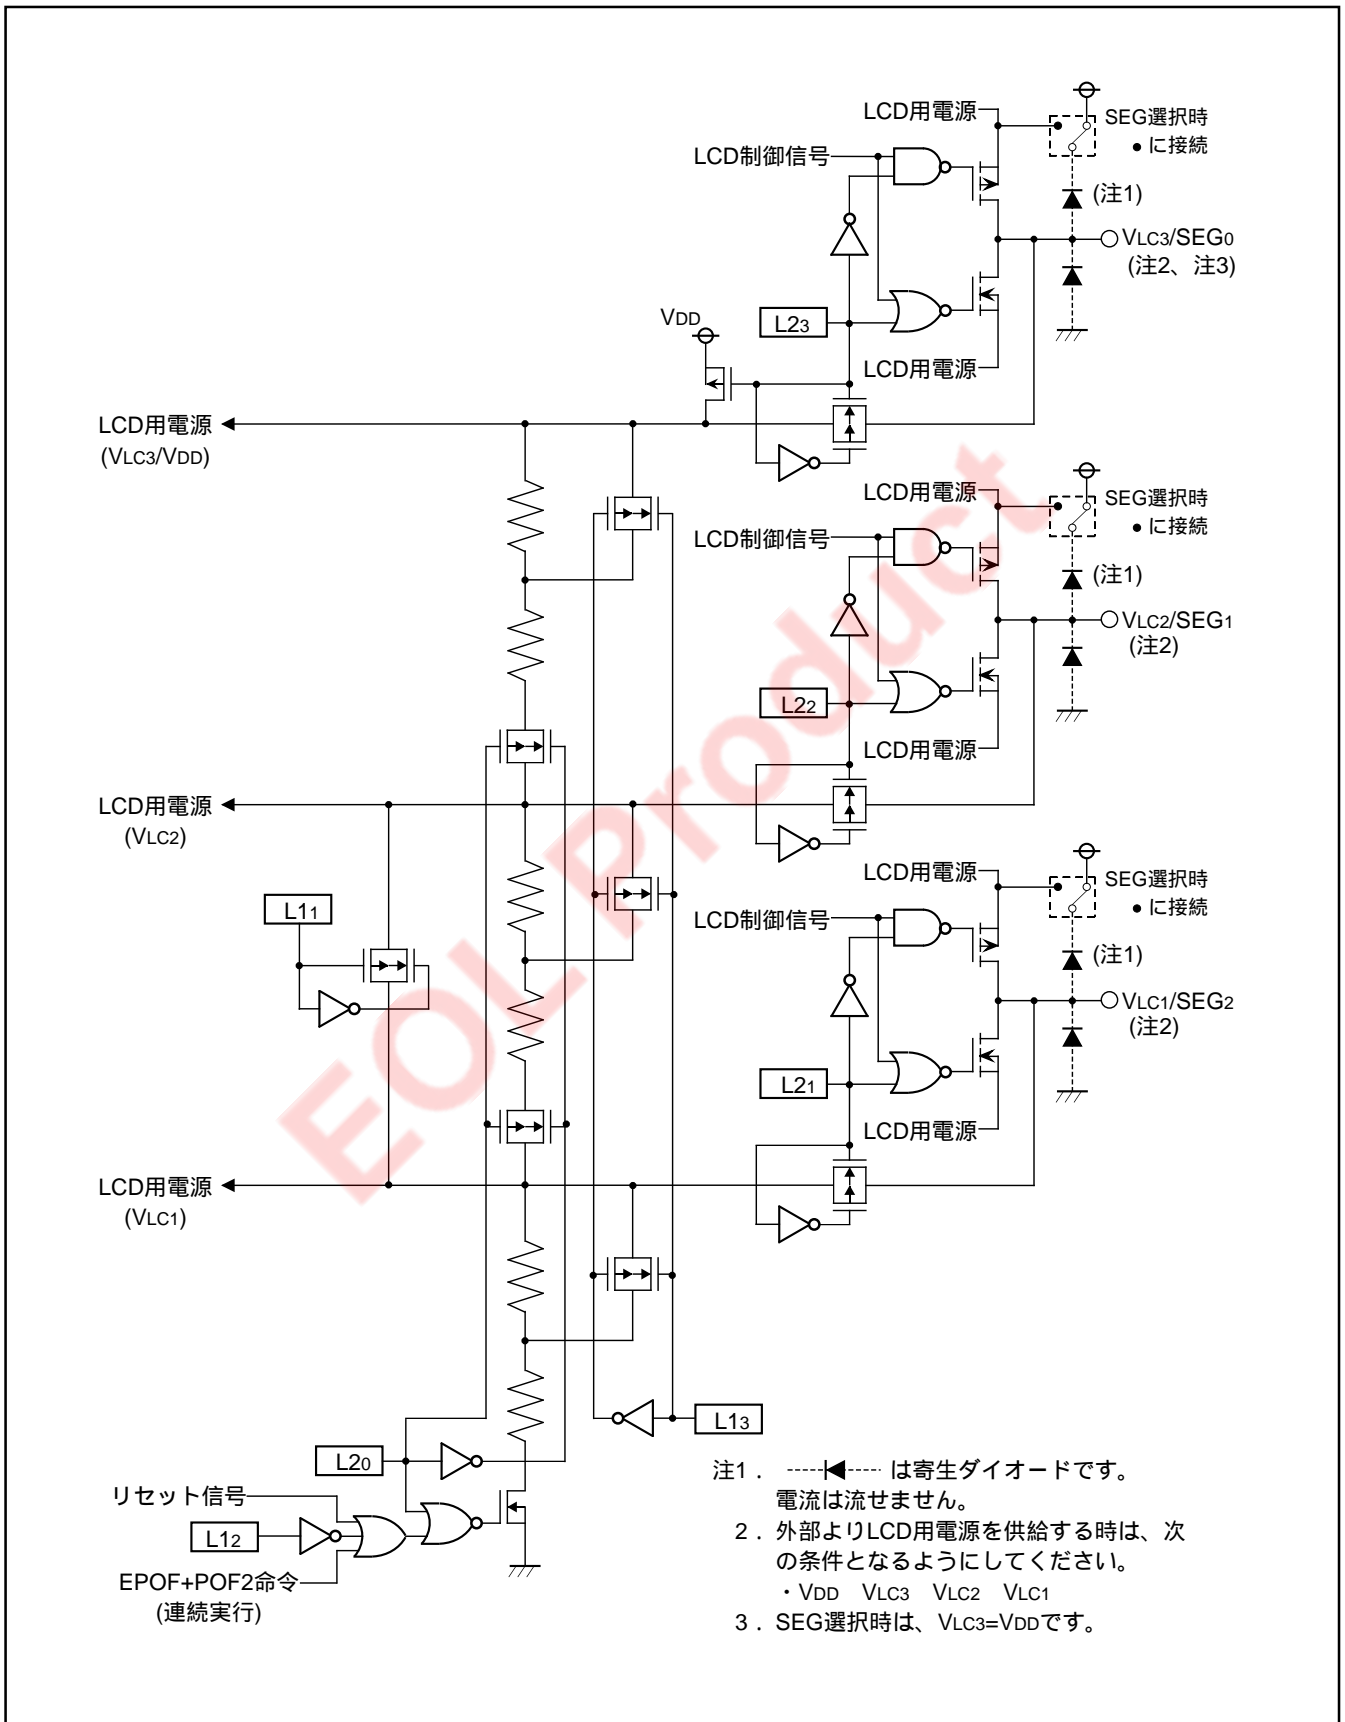 LCD用電源
SEG選択時
●に接続
LCD制御信号
(注1)
VLC3/SEG0
(注2、注3)
L23
VDD
LCD用電源
LCD用電源
(VLC3/VDD)
LCD用電源
SEG選択時
●に接続
LCD制御信号
(注1)
VLC2/SEG1
(注2)
L22
LCD用電源
LCD用電源
(VLC2)
LCD用電源
SEG選択時
●に接続
L11
LCD制御信号
(注1)
VLC1/SEG2
(注2)
L21
LCD用電源
LCD用電源
(VLC1)
L13
L20
リセット信号
L12
EPOF+POF2命令
(連続実行)
注1. は寄生ダイオードです。
電流は流せません。
2. 外部よりLCD用電源を供給する時は、次
の条件となるようにしてください。
・VDD VLC3 VLC2 VLC1
3. SEG選択時は、VLC3=VDDです。
EOL Product